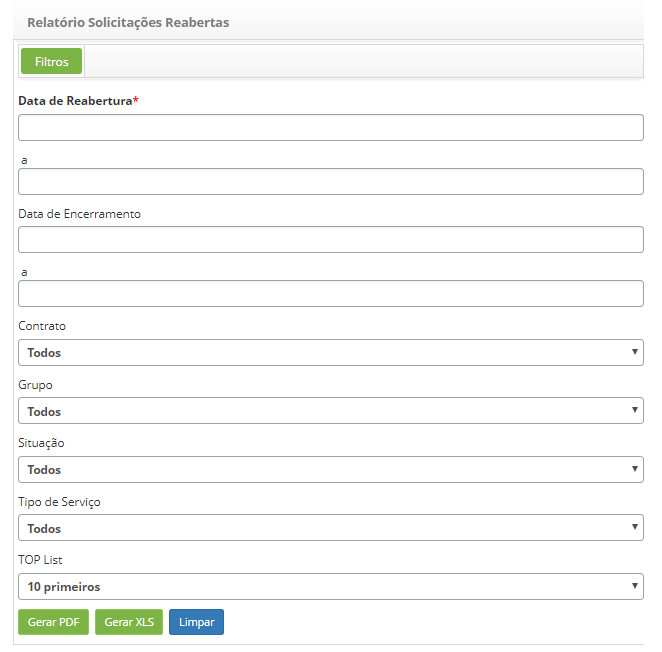 Relatório Solicitações Reabertas
Filtros
Data de Reabertura*
a
Data de Encerramento
a
Contrato
Todos
Grupo
Todos
Situação
Todos
Tipo de Serviço
Todos
TOP List
10 primeiros
Gerar PDF Gerar XLS Limpar